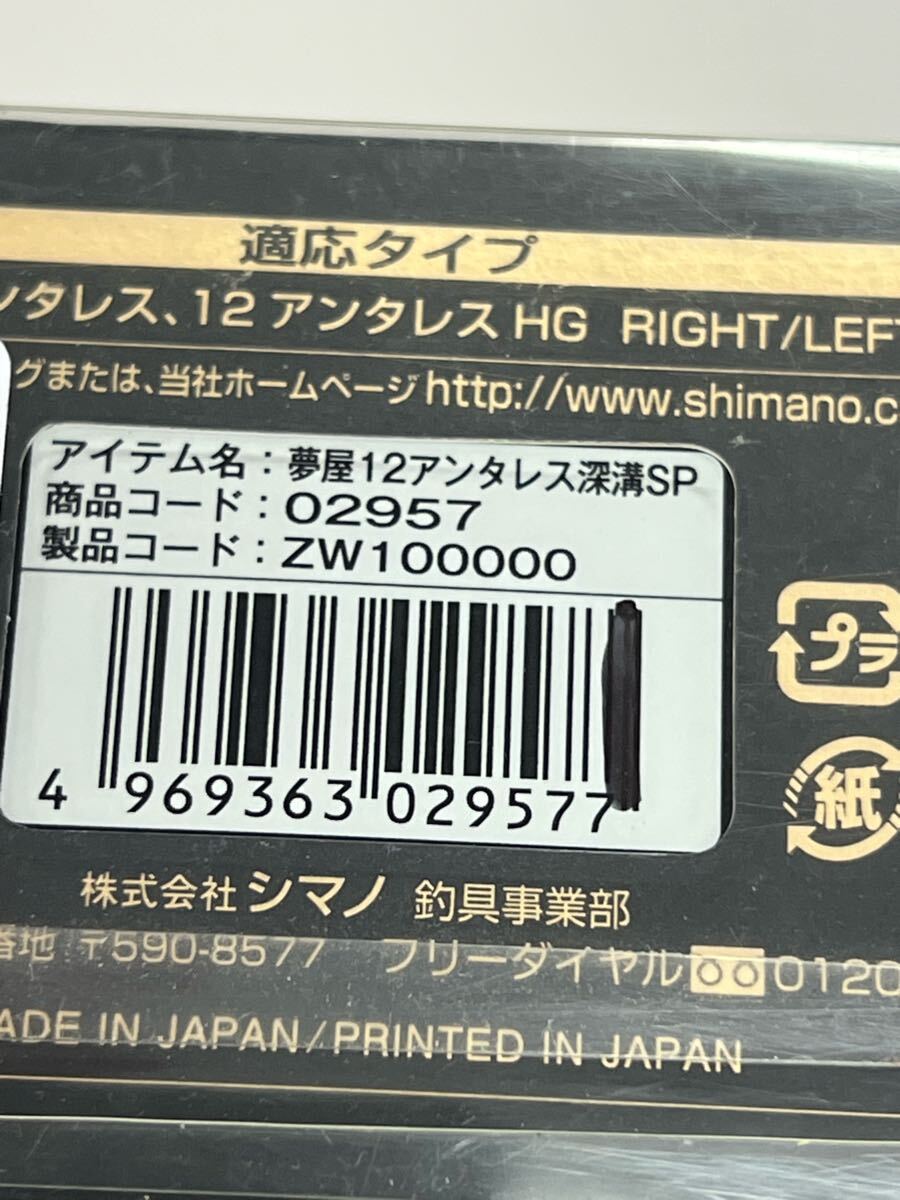 適応タイプ
ンタレス、12 アンタレス HG RIGHT/LEFT
グまたは、当社ホームページ http://www.shimano.c
アイテム名：夢屋12アンタレス深溝SP
商品コード：02957
製品コード：ZW100000
4 969363 029577
プラ
紙
株式会社 シマノ 釣具事業部
番地 〒590-8577 フリーダイヤル 0120
ADE IN JAPAN/PRINTED IN JAPAN